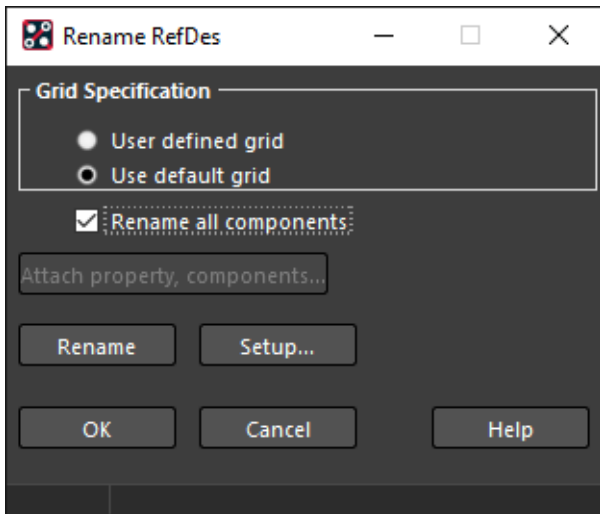 Rename RefDes
Grid Specification
User defined grid
Use default grid
Rename all components
Attach property, components...
Rename Setup...
OK Cancel Help